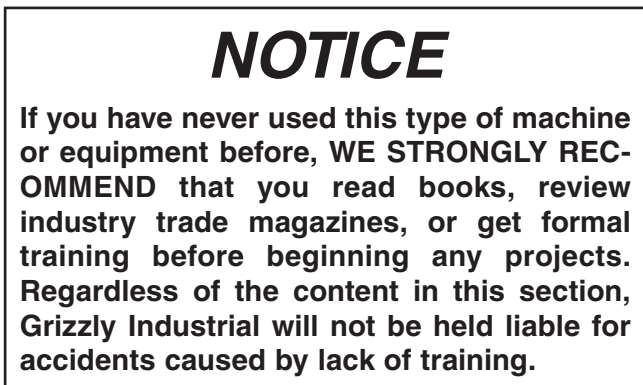 NOTICE
If you have never used this type of machine
or equipment before, WE STRONGLY REC-
OMMEND that you read books, review
industry trade magazines, or get formal
training before beginning any projects.
Regardless of the content in this section,
Grizzly Industrial will not be held liable for
accidents caused by lack of training.